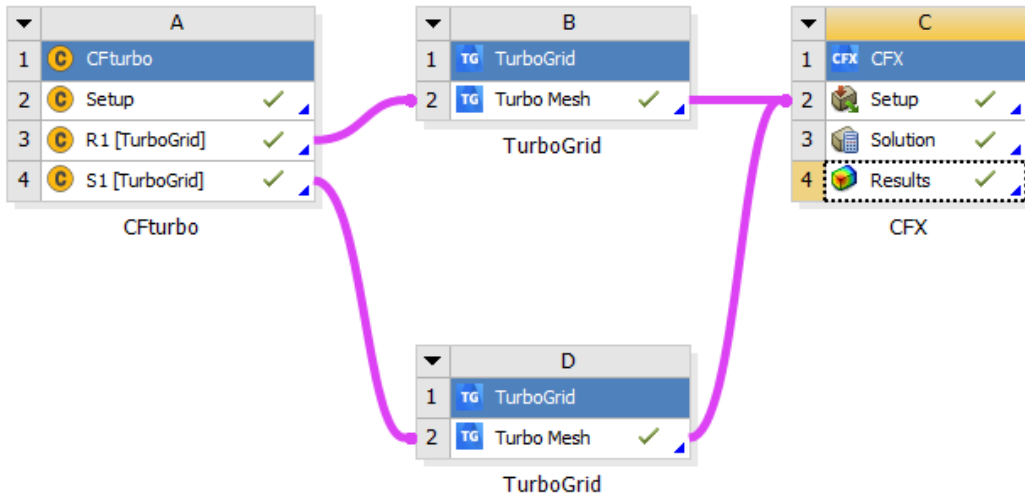 A
1 C CFturbo
2 C Setup
3 C R1 [TurboGrid]
4 C S1 [TurboGrid]
CFturbo
B
1 TG TurboGrid
2 TG Turbo Mesh
TurboGrid
C
1 CFX CFX
2 Setup
3 Solution
4 Results
CFX
D
1 TG TurboGrid
2 TG Turbo Mesh
TurboGrid